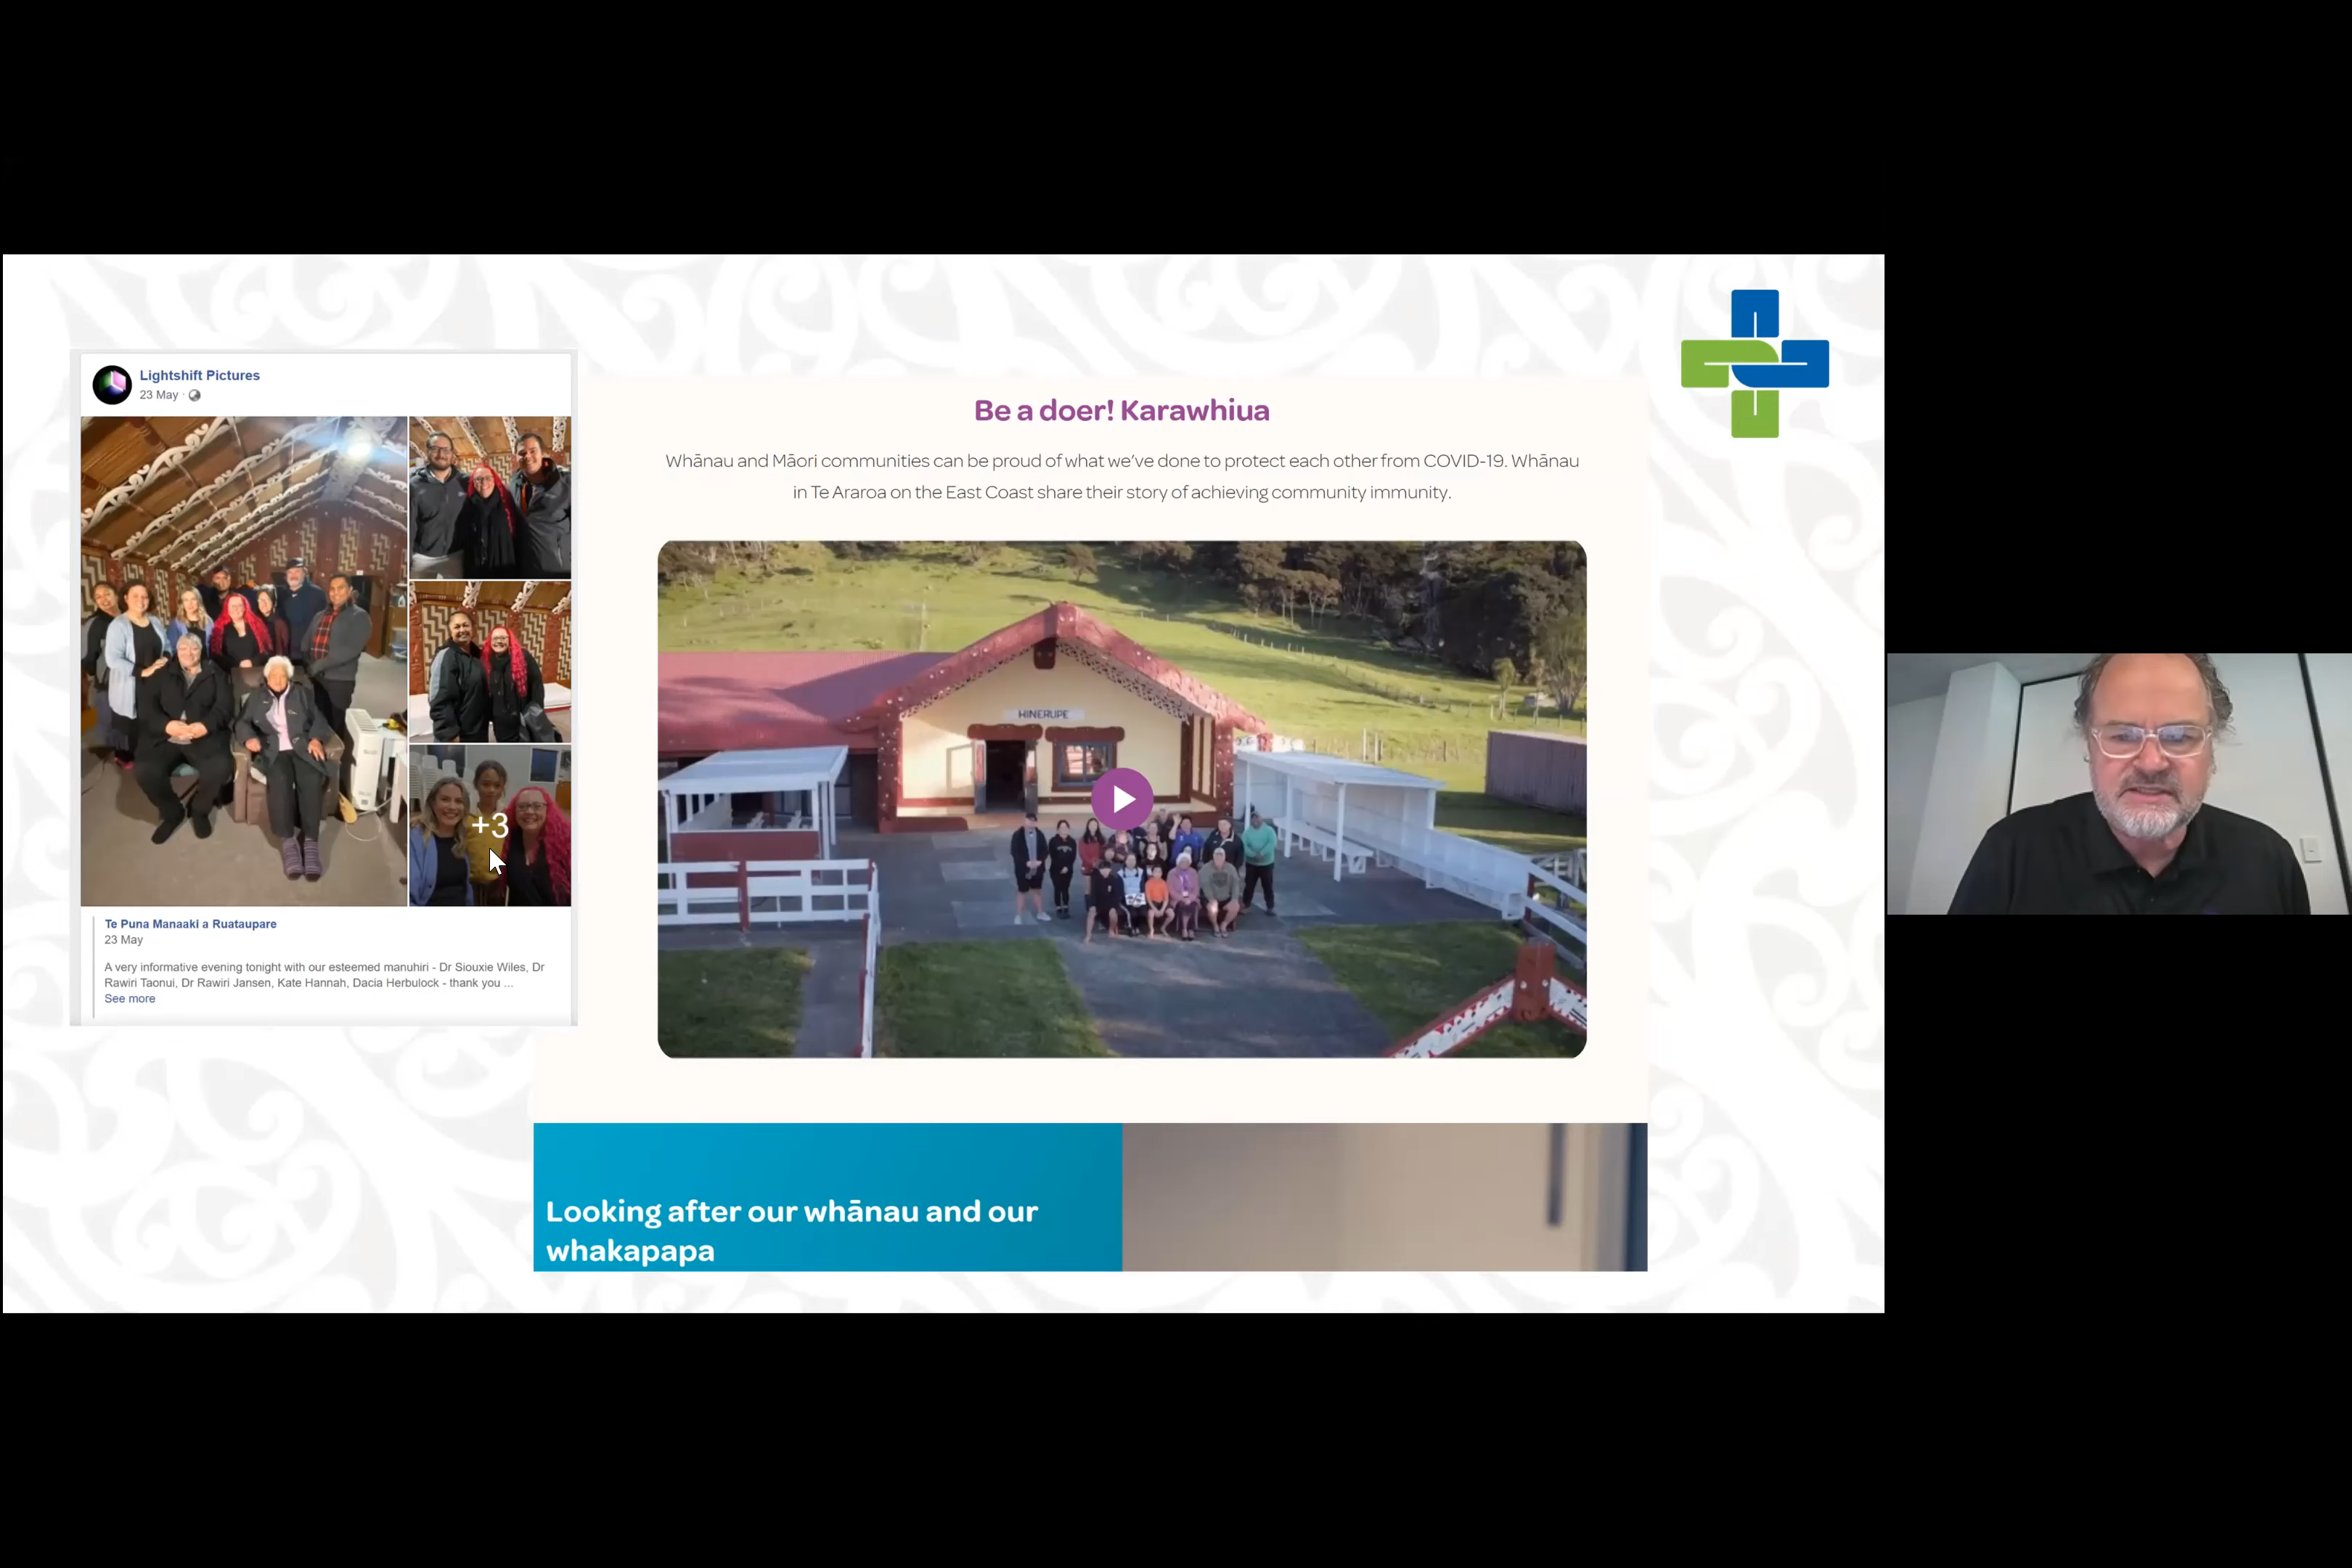 Lightshift Pictures
23 May ·
+3
Te Puna Manaaki a Ruataupare
23 May
A very informative evening tonight with our esteemed manuhiri - Dr Siouxie Wiles, Dr
Rawiri Taonui, Dr Rawiri Jansen, Kate Hannah, Dacia Herbulock - thank you ...
See more
Be a doer! Karawhiua
Whānau and Māori communities can be proud of what we've done to protect each other from COVID-19. Whānau
in Te Araroa on the East Coast share their story of achieving community immunity.
HINERUPE
Looking after our whānau and our
whakapapa